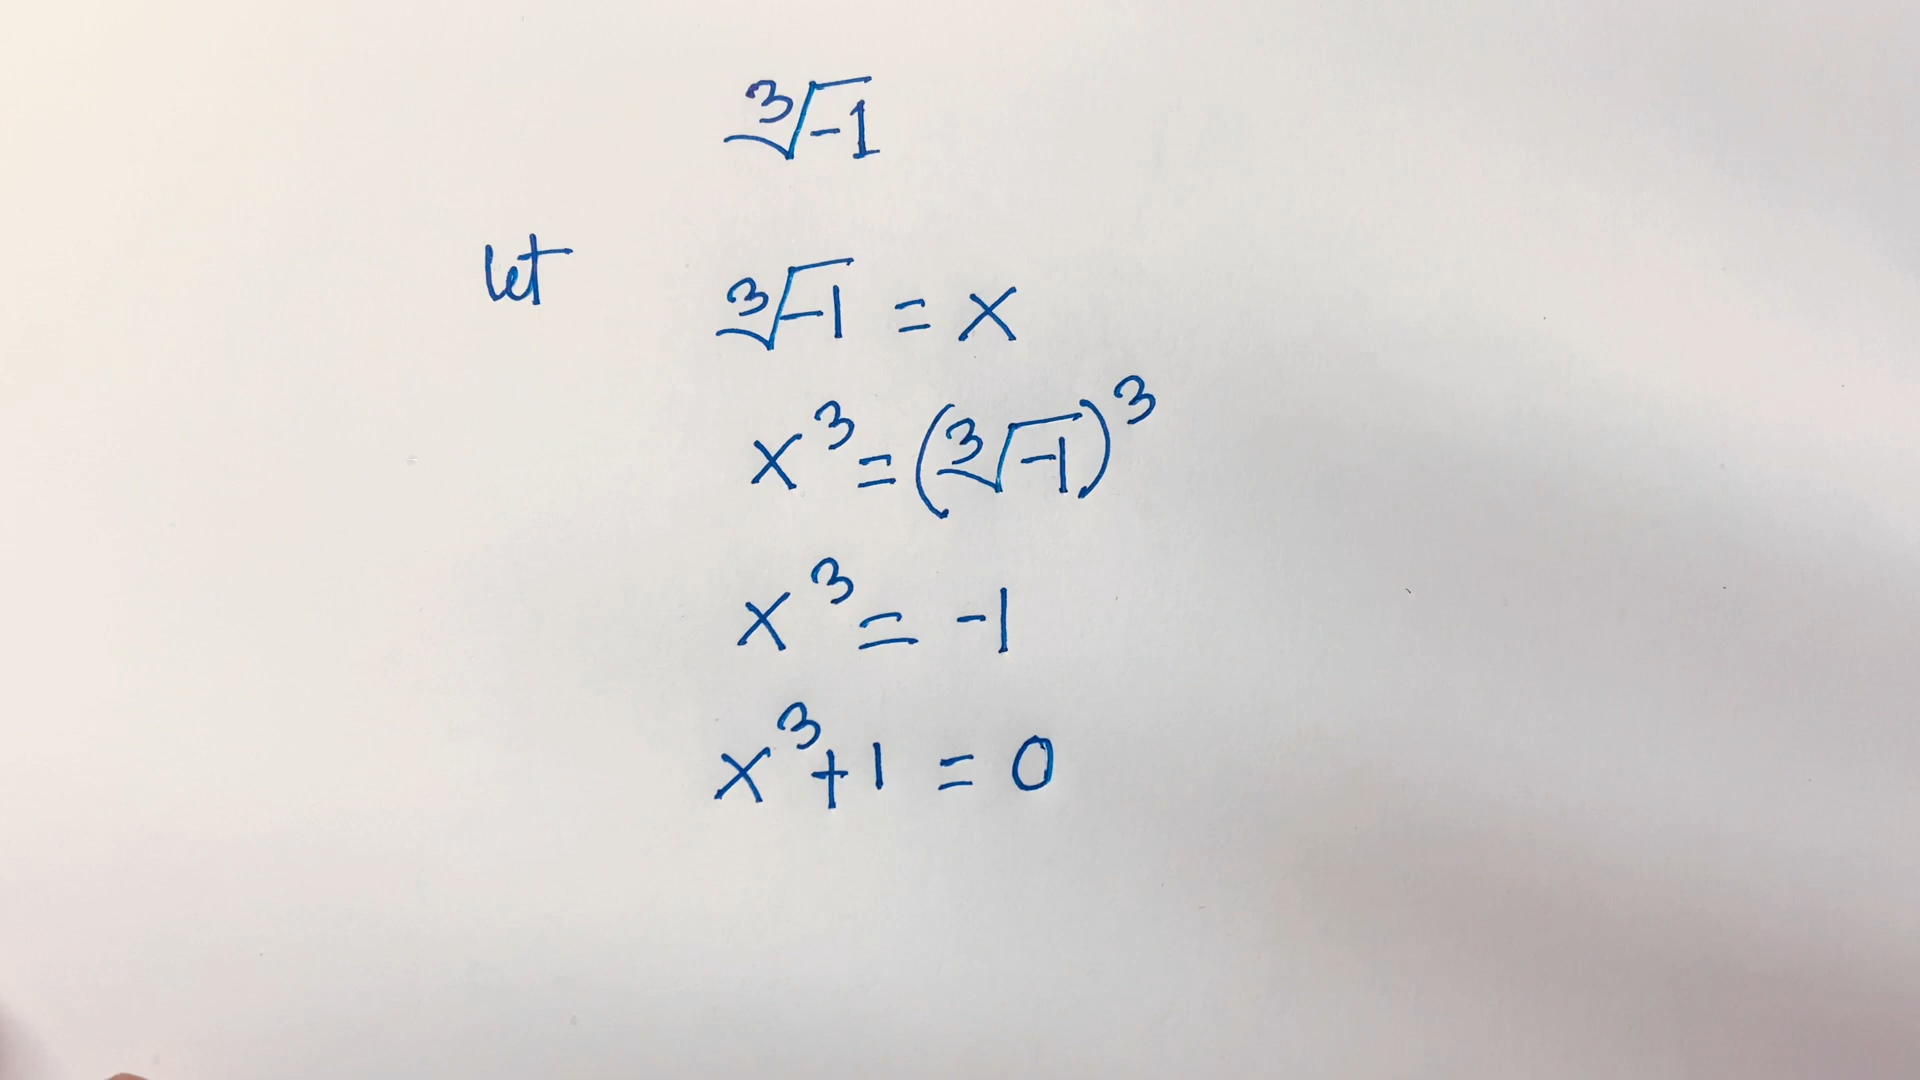 ∛-1
let ∛-1 = x
x³ = (∛-1)³
x³ = -1
x³+1 = 0